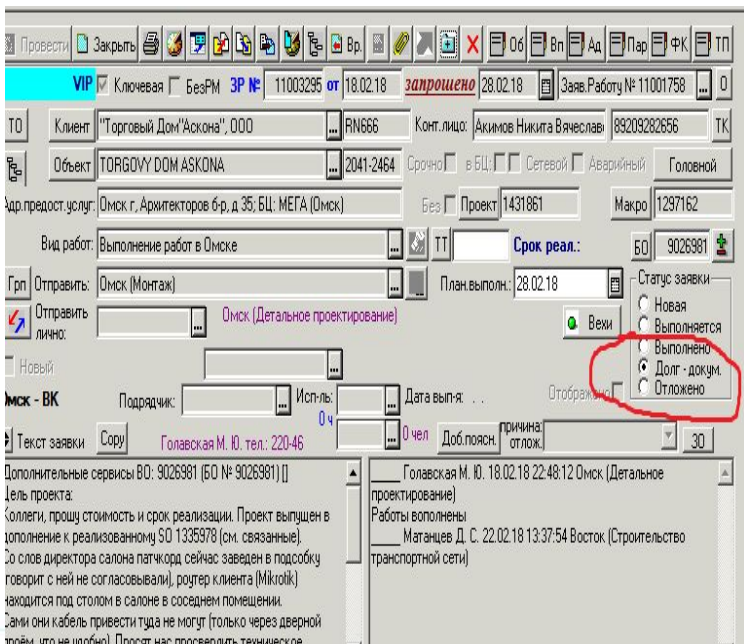 Провести Закрыть Вр. Об Вп Ад Пар ФК ТП
VIP Ключевая БезРМ ЗР № 11003295 от 18.02.18 запрошено 28.02.18 Заяв.Работу № 11001758 ... О
ТО Клиент "Торговый Дом"Аскона", ООО ... RN666 Конт.лицо: Акимов Никита Вячеслав 89209282656 ТК
Объект TORGOVY DOM ASKONA ... 2041-2464 Срочно в БЦ: Сетевой Аварийный Головной
Адр.предост.услуг: Омск г, Архитекторов б-р, д 35; БЦ: МЕГА (Омск) Без Проект 1431861 Макро 1297162
Вид работ: Выполнение работ в Омске ... ТТ Срок реал.: БО 9026981
Грп Отправить: Омск (Монтаж) ... План.выполн.: 28.02.18 Статус заявки
Новая
Отправить лично: ... Омск (Детальное проектирование) Вехи Выполняется
Выполнено
Новый ... Долг - докум.
Омск - ВК Подрядчик: ... Исп-ль: ... Дата вып-я: . . Отображено Отложено
0 ч
Текст заявки Copy Голавская М. Ю. тел.: 220-46 ... 0 чел Доб.поясн. причина: отлож. ЗО
Дополнительные сервисы ВО: 9026981 (БО № 9026981) []
Цель проекта:
Коллеги, прошу стоимость и срок реализации. Проект выпущен в
дополнение к реализованному SO 1335978 (см. связанные).
Со слов директора салона патчкорд сейчас заведен в подсобку
(говорит с ней не согласовывали), роутер клиента (Mikrotik)
находится под столом в салоне в соседнем помещении.
Сами они кабель привести туда не могут (только через дверной
проём, что не удобно). Просят нас просверлить техническое
_____ Голавская М. Ю. 18.02.18 22:48:12 Омск (Детальное
проектирование)
Работы вополнены
_____ Матанцев Д. С. 22.02.18 13:37:54 Восток (Строительство
транспортной сети)